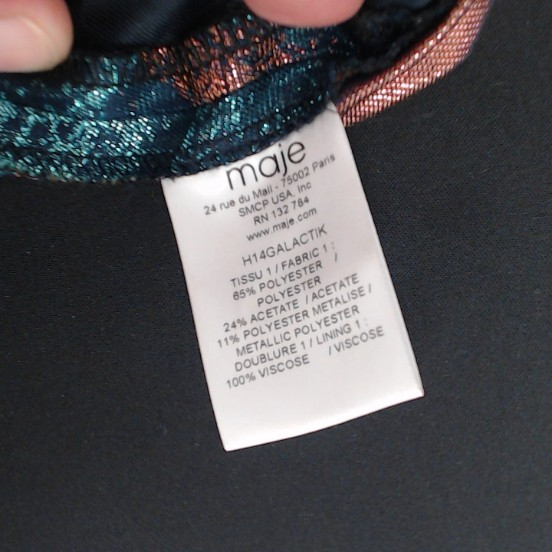 maje
24 rue du Mail - 75002 Paris
SMCP USA, Inc
RN 132 784
www.maje.com
H14GALACTIK
TISSU 1 / FABRIC 1 :
65% POLYESTER /
POLYESTER
24% ACETATE / ACETATE
11% POLYESTER METALISE /
METALLIC POLYESTER
DOUBLURE 1 / LINING 1 :
100% VISCOSE / VISCOSE